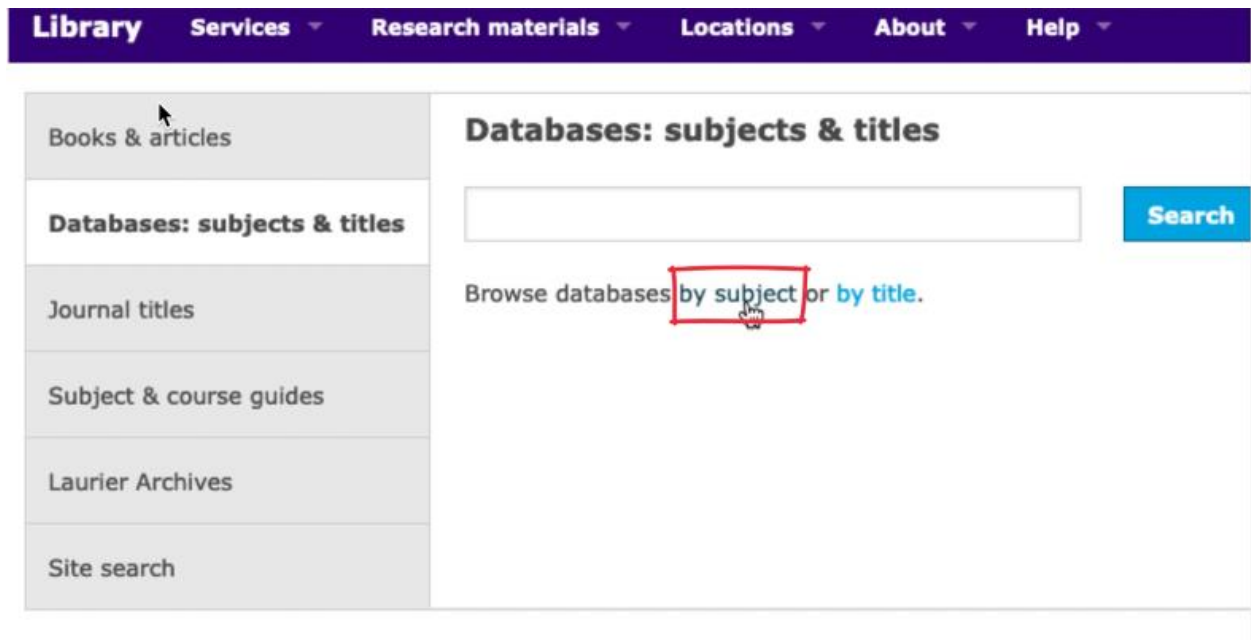 Library Services Research materials Locations About Help
Books & articles
Databases: subjects & titles
Journal titles
Subject & course guides
Laurier Archives
Site search
Databases: subjects & titles
Search
Browse databases by subject or by title.